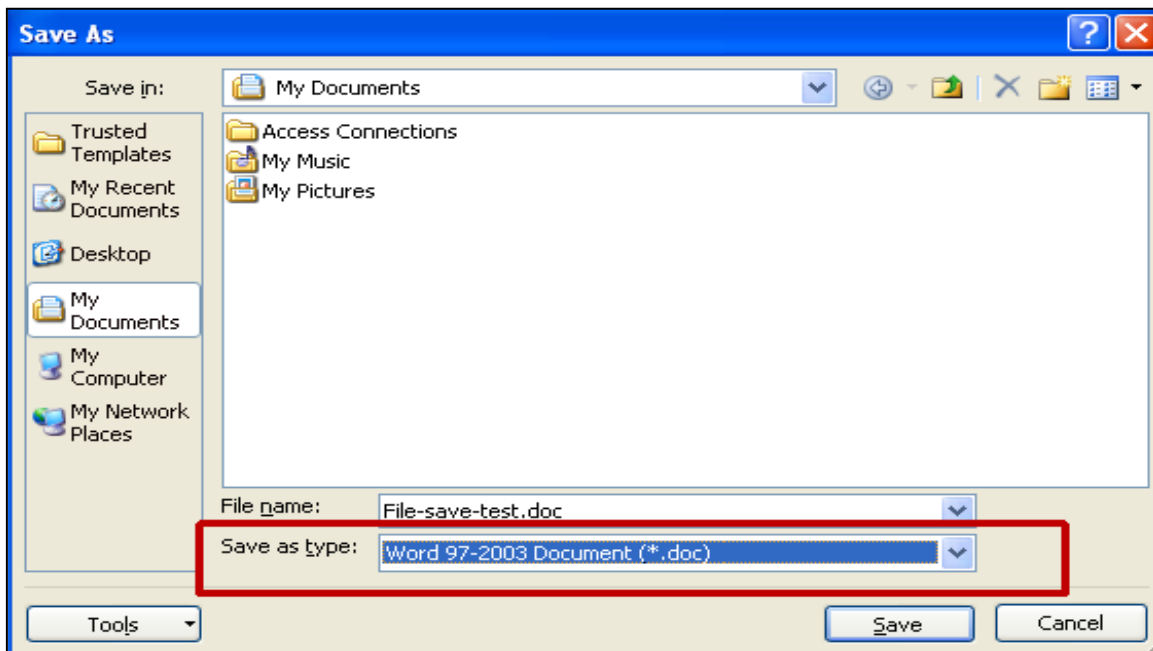 Save As
Save in:
My Documents
Trusted
Templates
My Recent
Documents
Desktop
My
Documents
My
Computer
My Network
Places
Access Connections
My Music
My Pictures
File name:
File-save-test.doc
Save as type:
Word 97-2003 Document (*.doc)
Tools
Save
Cancel